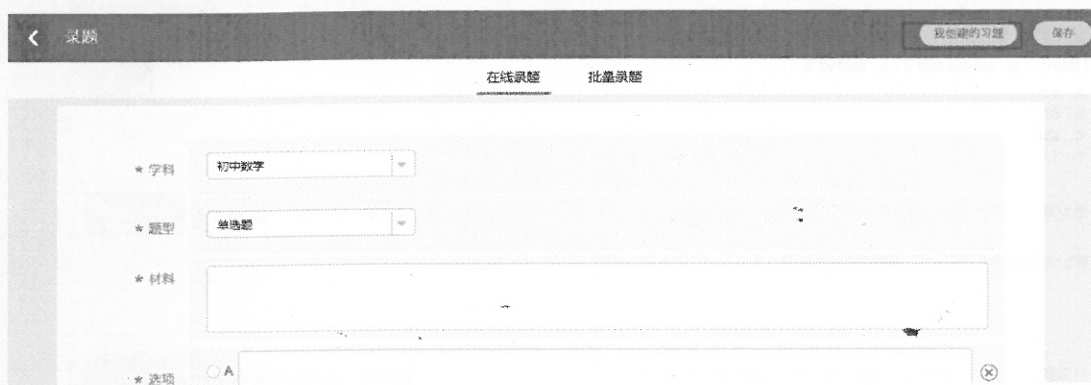 录题
我创建的习题 保存
在线录题 批量录题
* 学科 初中数学
* 题型 单选题
* 材料
* 选项 A